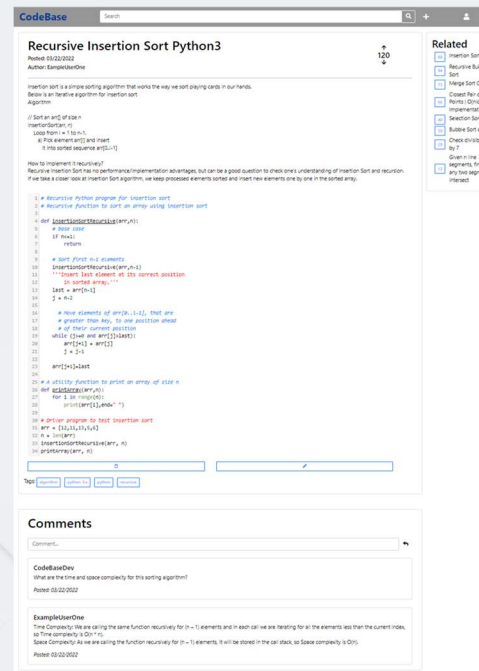 CodeBase
Search
Recursive Insertion Sort Python3
Posted: 03/22/2022
Author: ExampleUserOne
120
Insertion sort is a simple sorting algorithm that works the way we sort playing cards in our hands.
Below is an iterative algorithm for insertion sort
Algorithm
// Sort an arr[] of size n
insertionSort(arr, n)
Loop from i = 1 to n-1.
a) Pick element arr[i] and insert
it into sorted sequence arr[0..i-1]
How to implement it recursively?
Recursive Insertion Sort has no performance/implementation advantages, but can be a good question to check one's understanding of Insertion Sort and recursion.
If we take a closer look at Insertion Sort algorithm, we keep processed elements sorted and insert new elements one by one in the sorted array.
1 # Recursive Python program for insertion sort
2 # Recursive function to sort an array using insertion sort
3
4 def insertionSortRecursive(arr,n):
5 # base case
6 if n<=1:
7 return
8
9 # Sort first n-1 elements
10 insertionSortRecursive(arr,n-1)
11 '''Insert last element at its correct position
12 in sorted array.'''
13 last = arr[n-1]
14 j = n-2
15
16 # Move elements of arr[0..i-1], that are
17 # greater than key, to one position ahead
18 # of their current position
19 while (j>=0 and arr[j]>last):
20 arr[j+1] = arr[j]
21 j = j-1
22
23 arr[j+1]=last
24
25 # A utility function to print an array of size n
26 def printArray(arr,n):
27 for i in range(n):
28 print(arr[i],end=" ")
29
30 # Driver program to test insertion sort
31 arr = [12,11,13,5,6]
32 n = len(arr)
33 insertionSortRecursive(arr, n)
34 printArray(arr, n)
Tags: algorithm python 3.x python recursive
Comments
Comment...
CodeBaseDev
What are the time and space complexity for this sorting algorithm?
Posted: 03/22/2022
ExampleUserOne
Time Complexity: We are calling the same function recursively for (n – 1) elements and in each call we are iterating for all the elements less than the current index,
so Time complexity is O(n * n).
Space Complexity: As we are calling the function recursively for (n – 1) elements, it will be stored in the call stack, so Space complexity is O(n).
Posted: 03/22/2022
Related
Insertion Sor
Recursive Bu
Sort
Merge Sort
Closest Pair
Points
Implementat
Selection Sor
Bubble Sort
Check divisi
by 7
Given n line
segments, fi
any two seg
intersect